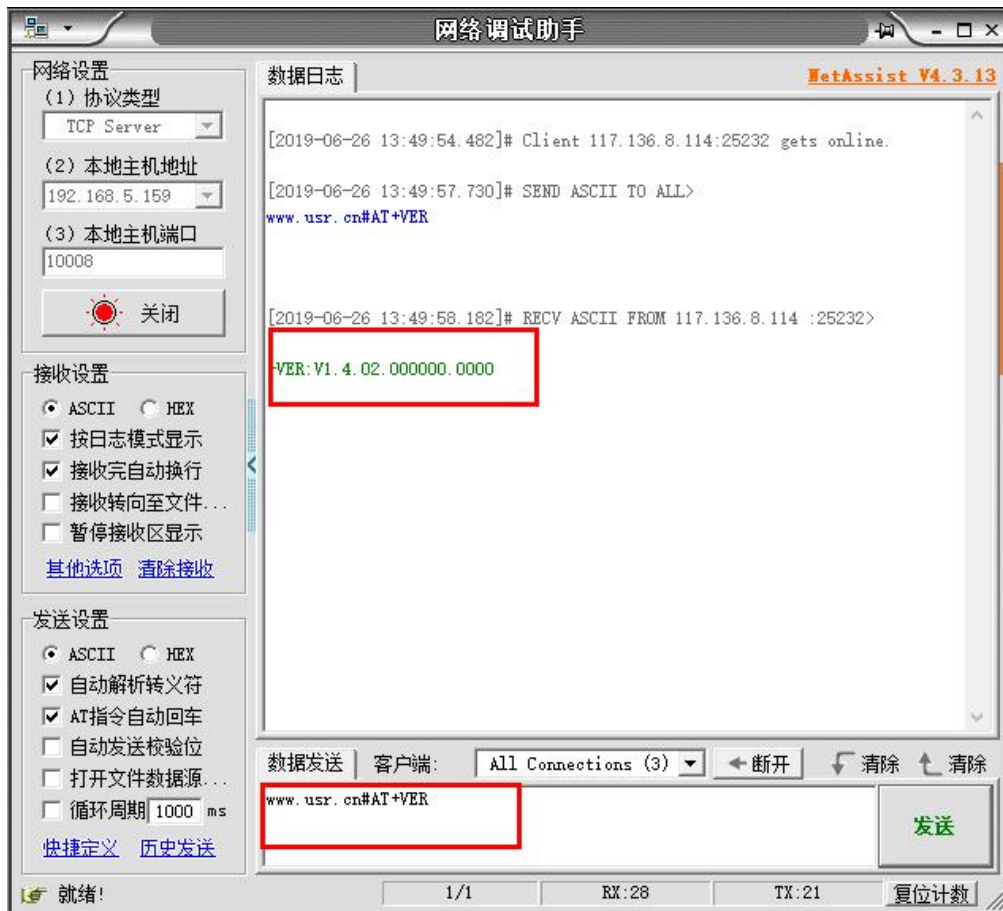 网络调试助手
网络设置
(1) 协议类型
TCP Server
(2) 本地主机地址
192.168.5.159
(3) 本地主机端口
10008
关闭
接收设置
ASCII HEX
按日志模式显示
接收完自动换行
接收转向至文件...
暂停接收区显示
其他选项 清除接收
发送设置
ASCII HEX
自动解析转义符
AT指令自动回车
自动发送校验位
打开文件数据源...
循环周期 1000 ms
快捷定义 历史发送
数据日志 NetAssist V4.3.13
[2019-06-26 13:49:54.482]# Client 117.136.8.114:25232 gets online.
[2019-06-26 13:49:57.730]# SEND ASCII TO ALL>
www.usr.cn#AT+VER
[2019-06-26 13:49:58.182]# RECV ASCII FROM 117.136.8.114 :25232>
+VER:V1.4.02.000000.0000
数据发送 客户端: All Connections (3) 断开 清除 清除
www.usr.cn#AT+VER
发送
就绪! 1/1 RX:28 TX:21 复位计数